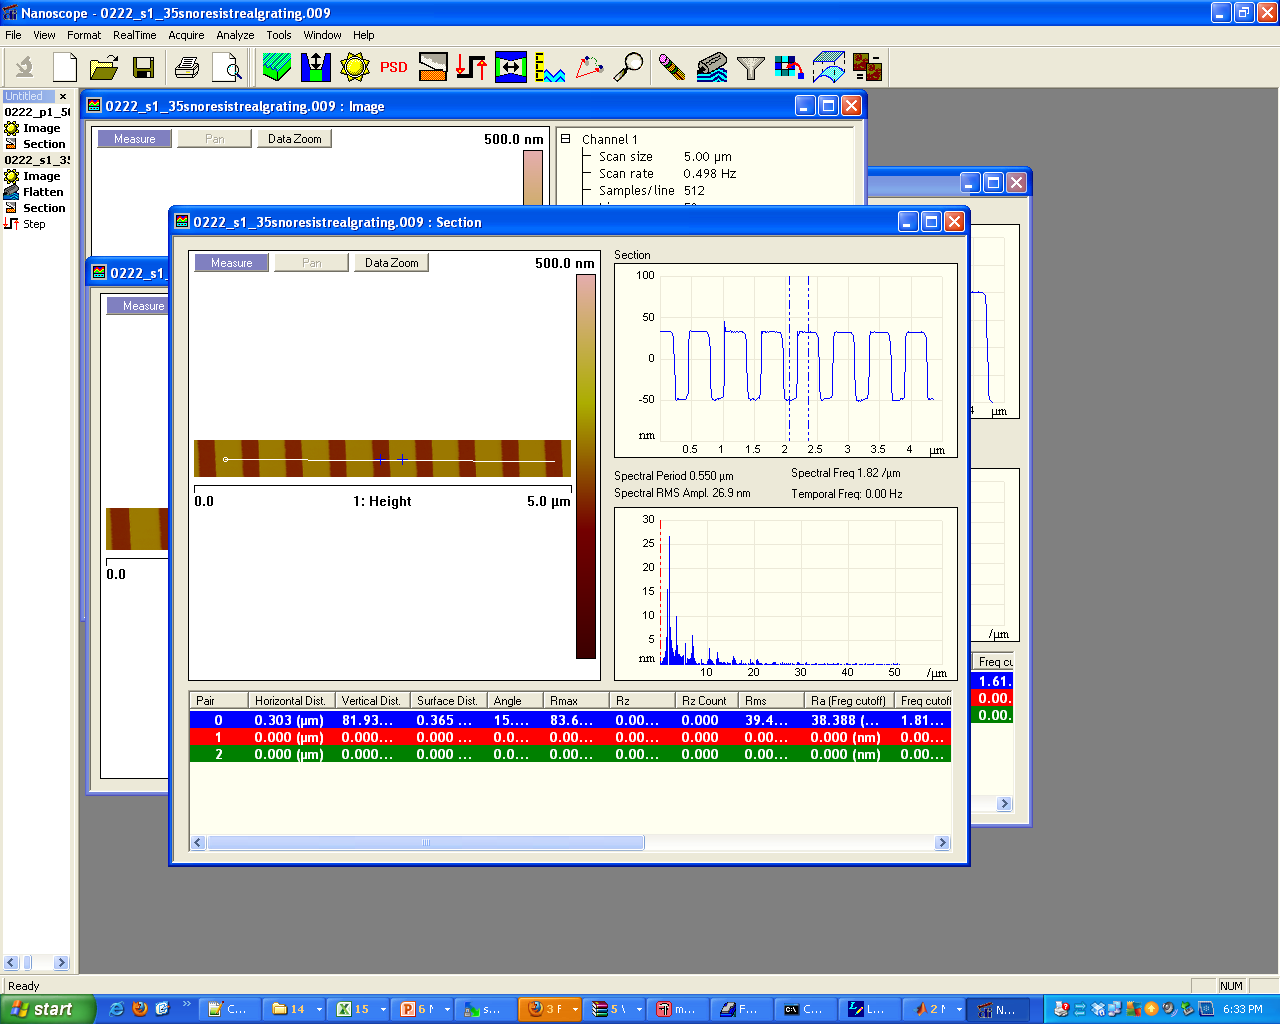 Nanoscope - 0222_s1_35snoresistrealgrating.009
File View Format RealTime Acquire Analyze Tools Window Help
PSD
Untitled x
0222_p1_50
Image
Section
0222_s1_35
Image
Flatten
Section
Step
0222_s1_35snoresistrealgrating.009 : Image
Measure Pan Data Zoom 500.0 nm
Channel 1
Scan size 5.00 µm
Scan rate 0.498 Hz
Samples/line 512
0222_s1_
Measure
0.0
0222_s1_35snoresistrealgrating.009 : Section
Measure Pan Data Zoom 500.0 nm
0.0 1: Height 5.0 µm
Section
100
50
0
-50
nm
0.5 1 1.5 2 2.5 3 3.5 4 µm
Spectral Period 0.550 µm Spectral Freq 1.82 /µm
Spectral RMS Ampl. 26.9 nm Temporal Freq: 0.00 Hz
30
25
20
15
10
5
nm
10 20 30 40 50 /µm
Pair Horizontal Dist. Vertical Dist. Surface Dist. Angle Rmax Rz Rz Count Rms Ra (Freg cutoff) Freq cutoff
0 0.303 (µm) 81.93... 0.365 ... 15.... 83.6... 0.00... 0.000 39.4... 38.388 (... 1.81...
1 0.000 (µm) 0.000... 0.000 ... 0.0... 0.00... 0.00... 0.000 0.00... 0.000 (nm) 0.00...
2 0.000 (µm) 0.000... 0.000 ... 0.0... 0.00... 0.00... 0.000 0.00... 0.000 (nm) 0.00...
µm
/µm
Freq cu
1.61.
0.00.
0.00.
Ready NUM
start C... 14 15 6 s... 3 F 5 m... F... C... L... 2 N... 6:33 PM